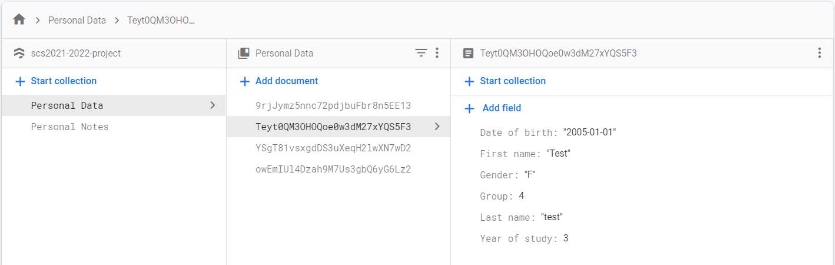 Personal Data
Teyt0QM3OHO...
scs2021-2022-project
Personal Data
Teyt0QM3OHOQoe0w3dM27xYQS5F3
Start collection
Add document
Start collection
Personal Data
Personal Notes
9rjJymz5nnc72pdjbuFbr8n5EE13
Teyt0QM3OHOQoe0w3dM27xYQS5F3
YSgT81vsxgdDS3uXeqH2lwXN7wD2
owEmIUl4Dzah9M7Us3gbQ6yG6Lz2
Add field
Date of birth: "2005-01-01"
First name: "Test"
Gender: "F"
Group: 4
Last name: "test"
Year of study: 3